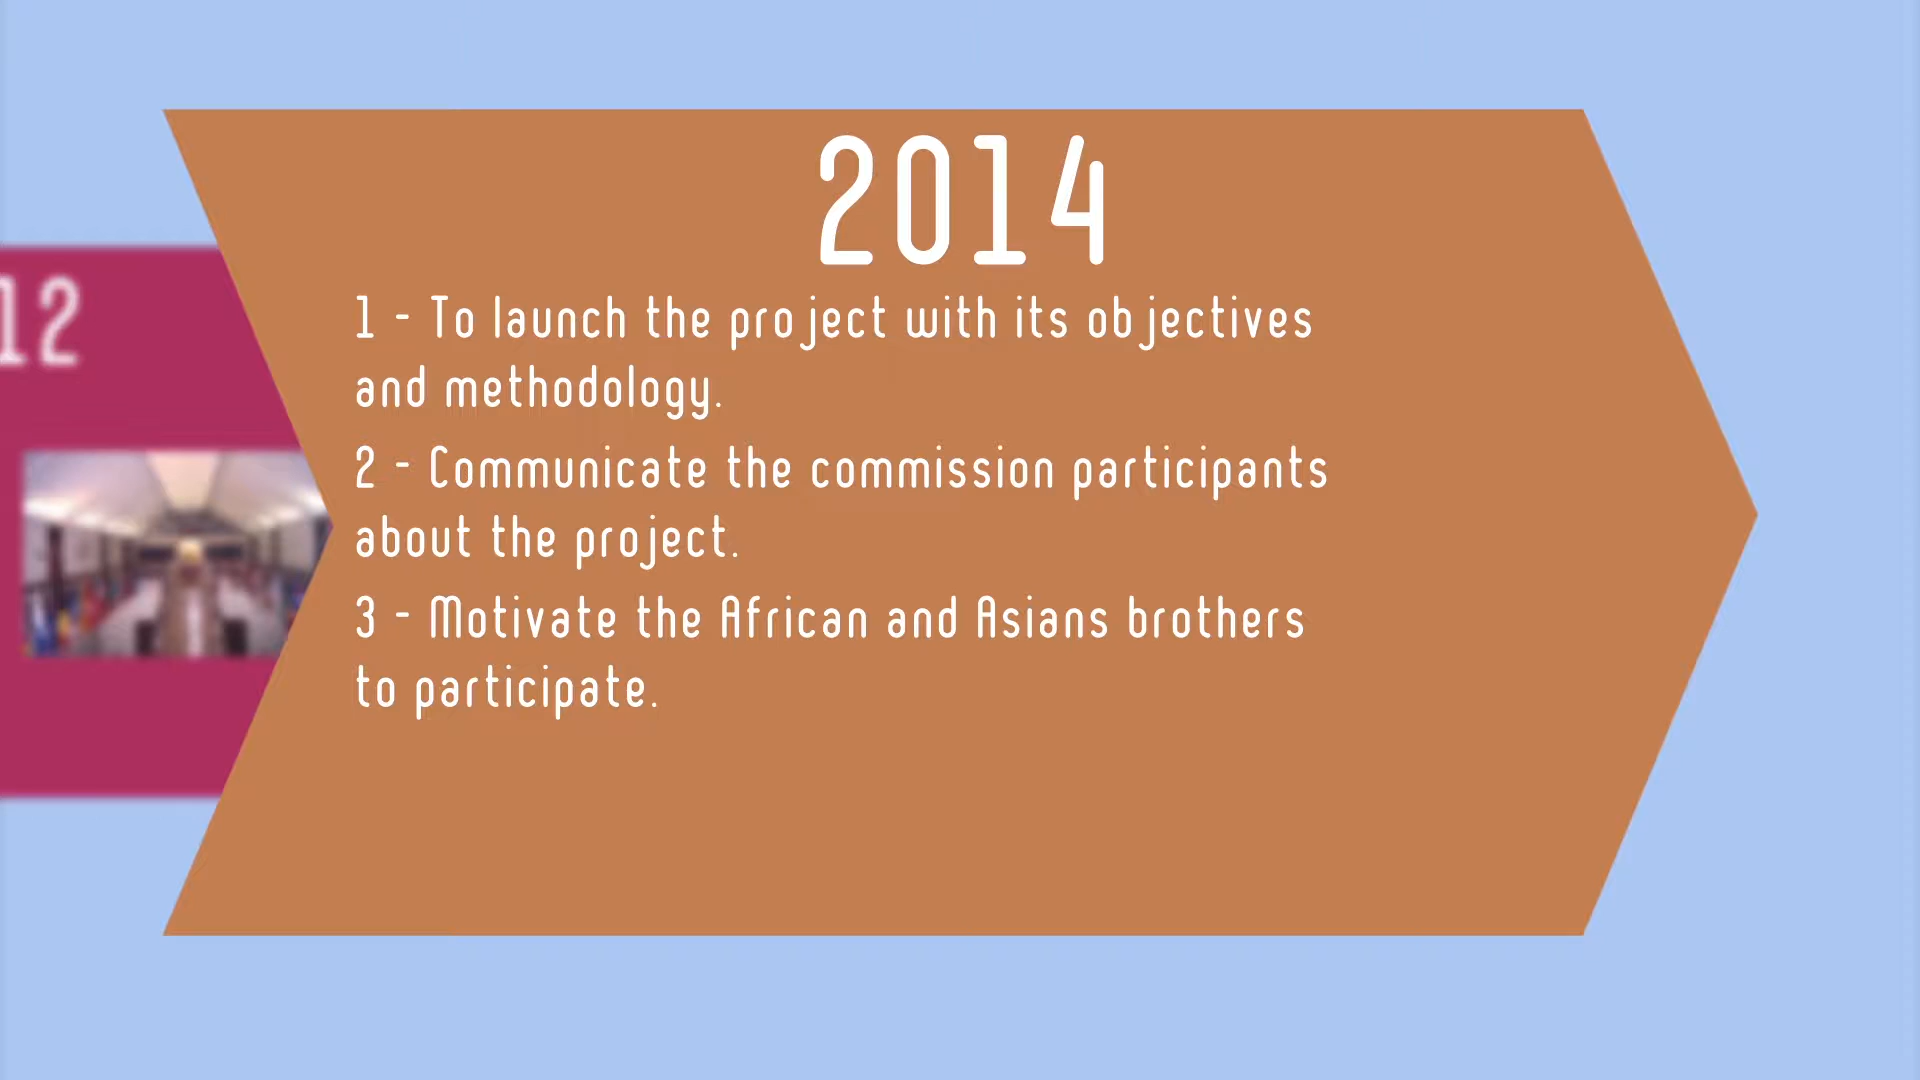 2014
12
1 - To launch the project with its objectives
and methodology.
2 - Communicate the commission participants
about the project.
3 - Motivate the African and Asians brothers
to participate.